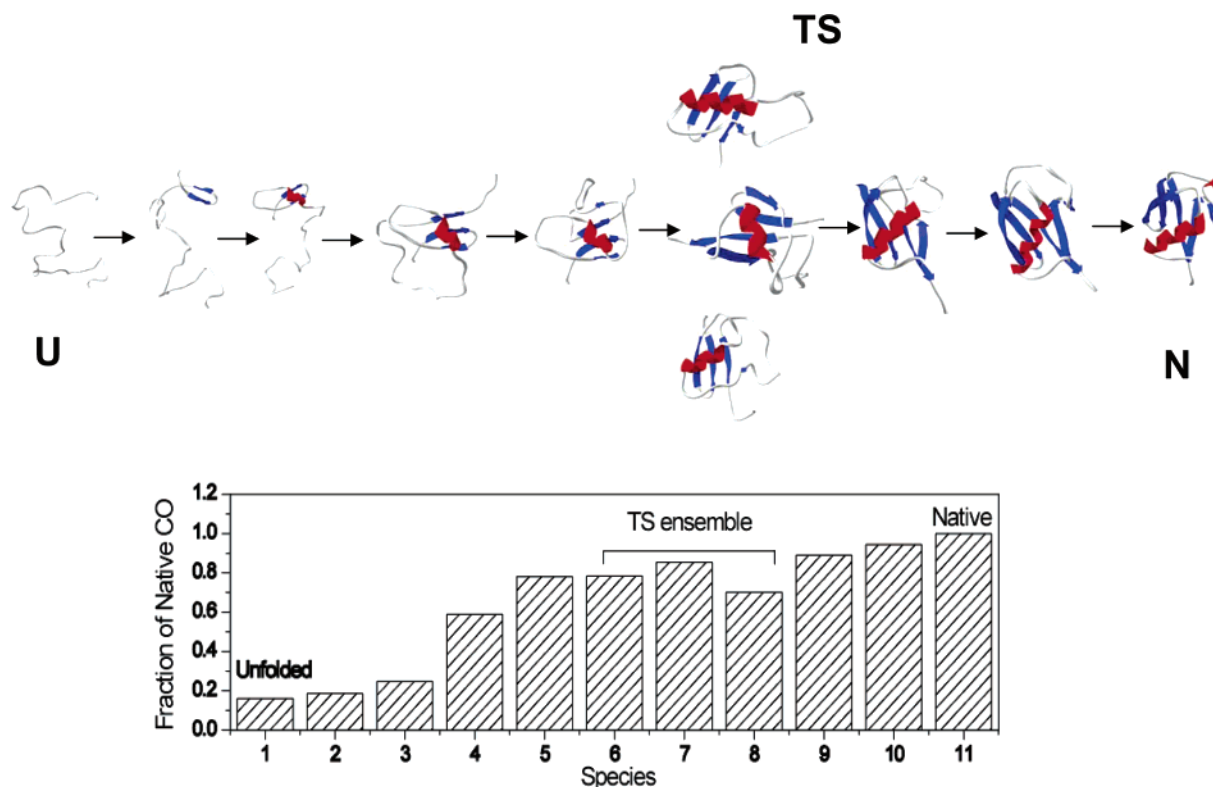 TS
U
N
Fraction of Native CO
1.2
1.0
0.8
0.6
0.4
0.2
0.0
Unfolded
TS ensemble
Native
1 2 3 4 5 6 7 8 9 10 11
Species